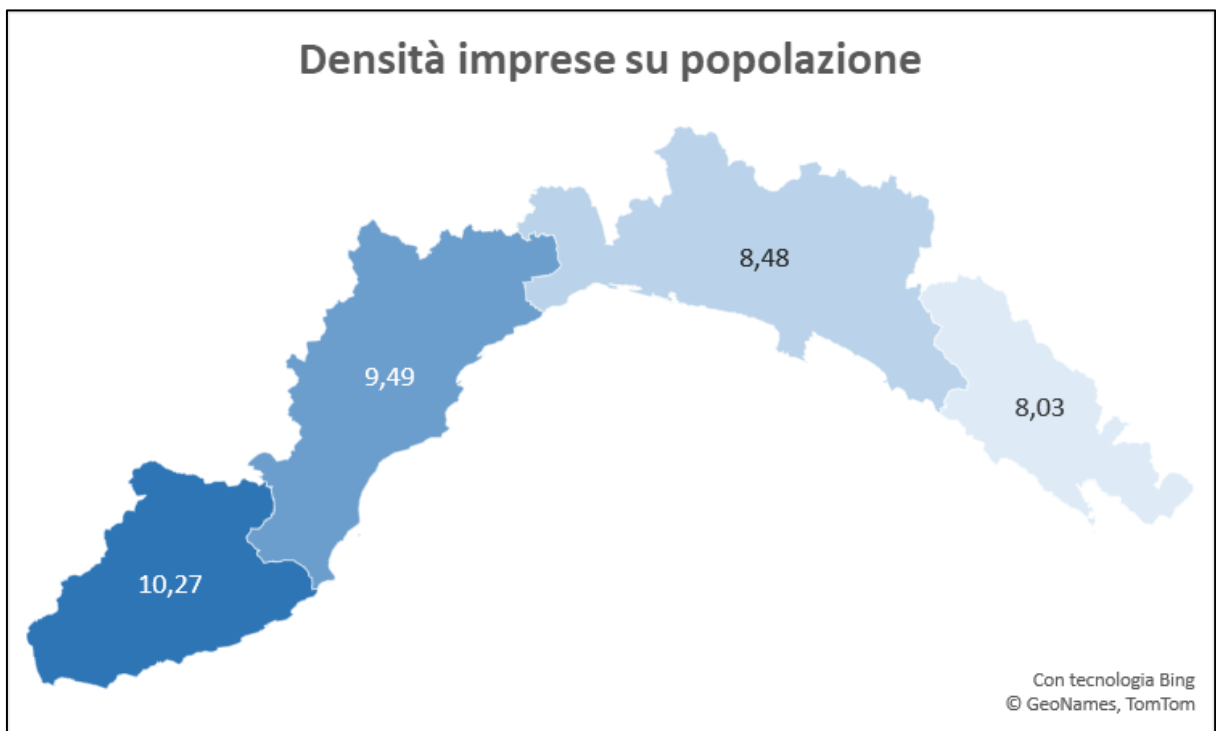 Densità imprese su popolazione
8,48
9,49
8,03
10,27
Con tecnologia Bing
© GeoNames, TomTom